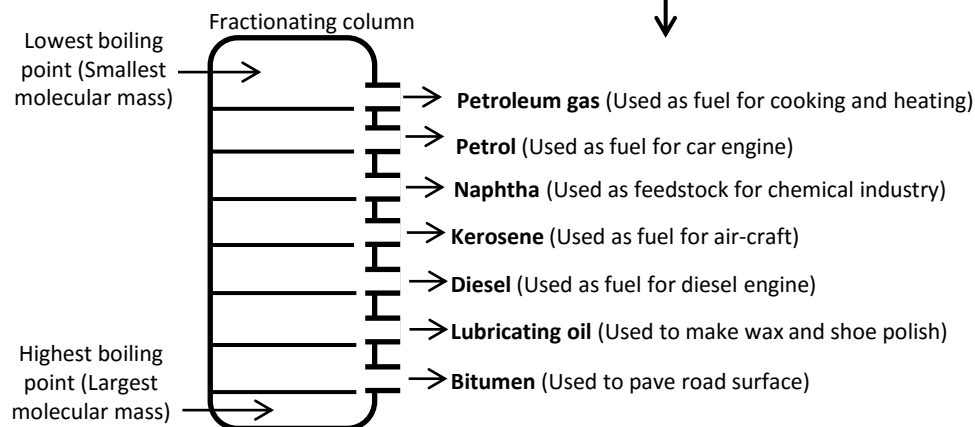 Fractionating column
Lowest boiling
point (Smallest
molecular mass)
Petroleum gas (Used as fuel for cooking and heating)
Petrol (Used as fuel for car engine)
Naphtha (Used as feedstock for chemical industry)
Kerosene (Used as fuel for air-craft)
Diesel (Used as fuel for diesel engine)
Lubricating oil (Used to make wax and shoe polish)
Bitumen (Used to pave road surface)
Highest boiling
point (Largest
molecular mass)